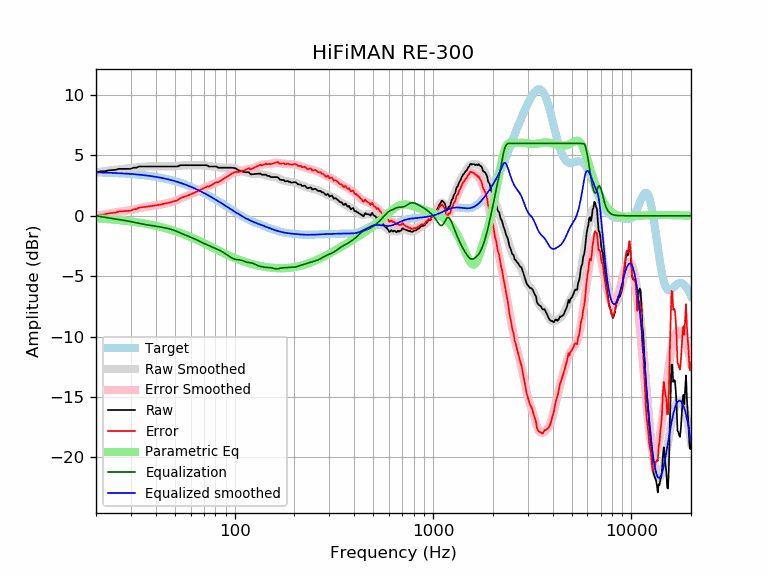 HiFiMAN RE-300
Amplitude (dBr)
10
5
0
−5
−10
−15
−20
Target
Raw Smoothed
Error Smoothed
Raw
Error
Parametric Eq
Equalization
Equalized smoothed
100
1000
10000
Frequency (Hz)